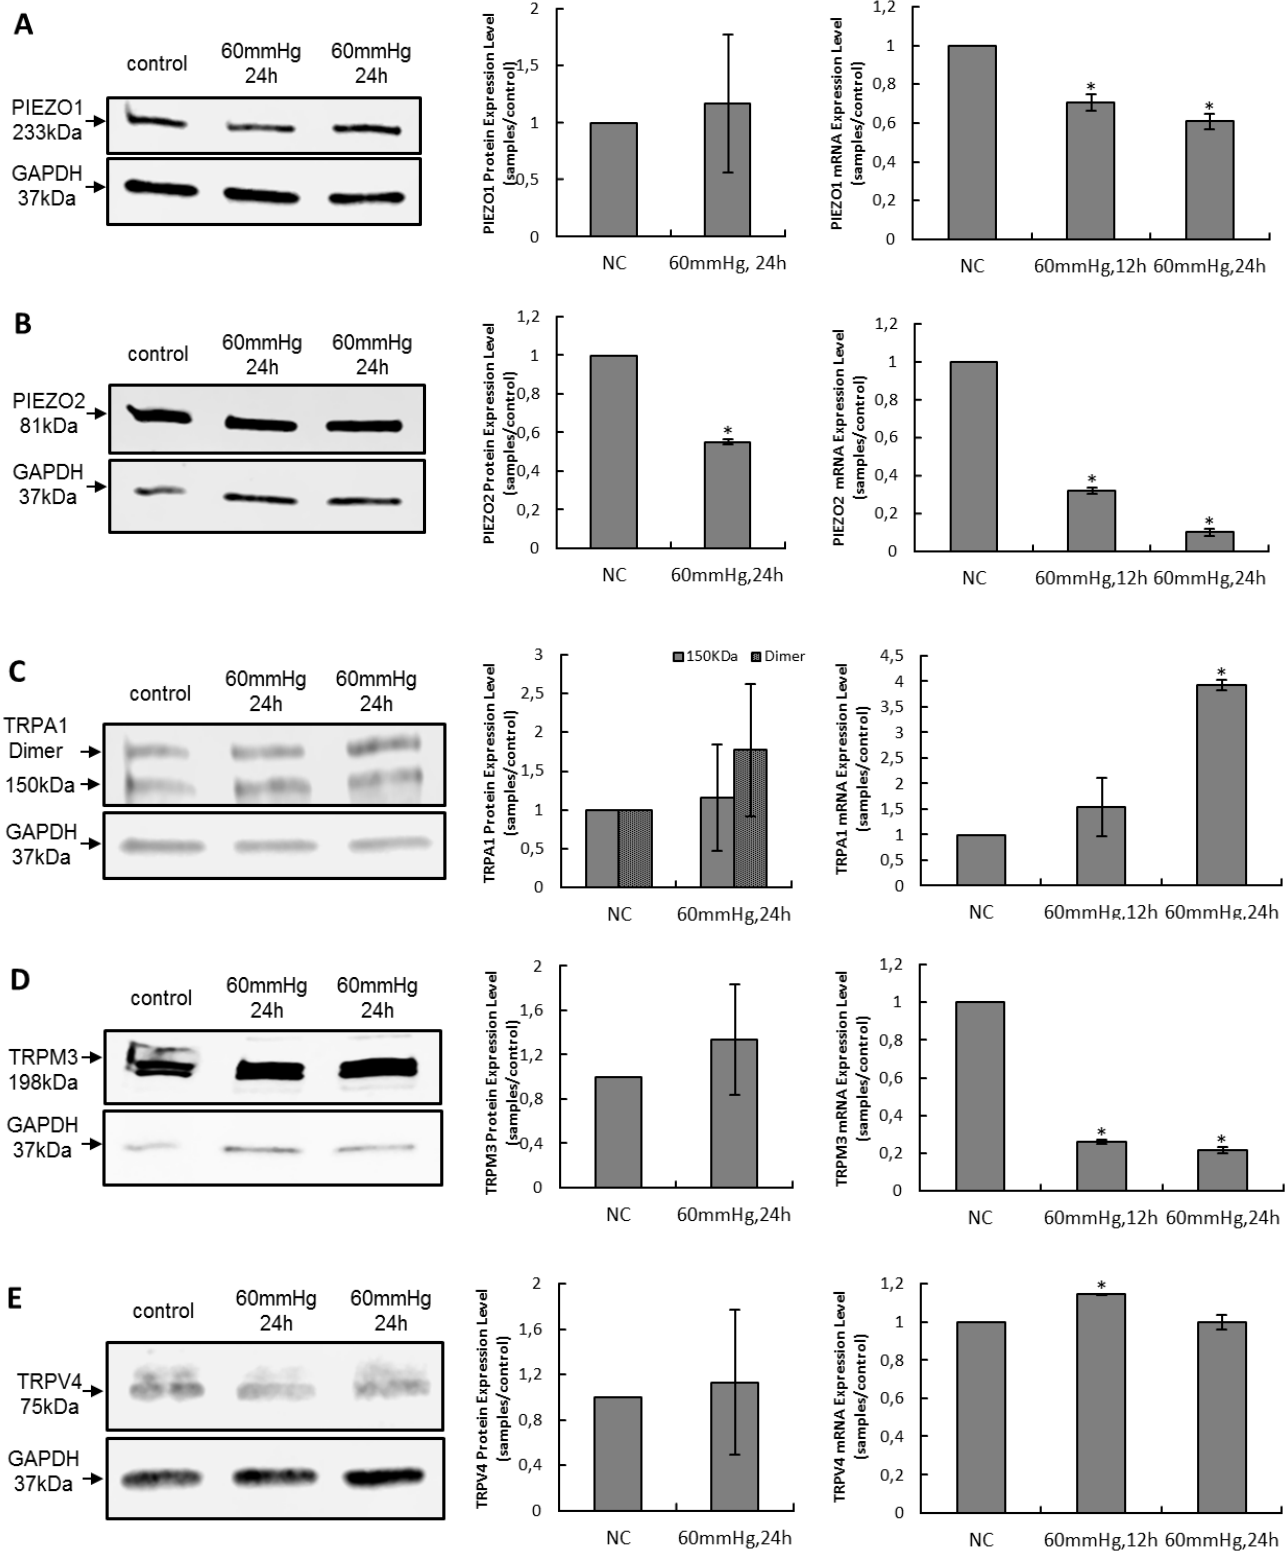 A
control
60mmHg
24h
60mmHg
24h
PIEZO1
233kDa
GAPDH
37kDa
PIEZO1 Protein Expression Level
(samples/control)
2
1,5
1
0,5
0
NC
60mmHg, 24h
PIEZO1 mRNA Expression Level
(samples/control)
1,2
1
0,8
0,6
0,4
0,2
0
*
*
NC
60mmHg,12h
60mmHg,24h
B
control
60mmHg
24h
60mmHg
24h
PIEZO2
81kDa
GAPDH
37kDa
PIEZO2 Protein Expression Level
(samples/control)
1,2
1
0,8
0,6
0,4
0,2
0
*
NC
60mmHg,24h
PIEZO2 mRNA Expression Level
(samples/control)
1,2
1
0,8
0,6
0,4
0,2
0
*
*
NC
60mmHg,12h
60mmHg,24h
C
control
60mmHg
24h
60mmHg
24h
TRPA1
Dimer
150kDa
GAPDH
37kDa
TRPA1 Protein Expression Level
(samples/control)
3
2,5
2
1,5
1
0,5
0
150KDa
Dimer
NC
60mmHg,24h
TRPA1 mRNA Expression Level
(samples/control)
4,5
4
3,5
3
2,5
2
1,5
1
0,5
0
*
NC
60mmHg,12h
60mmHg,24h
D
control
60mmHg
24h
60mmHg
24h
TRPM3
198kDa
GAPDH
37kDa
TRPM3 Protein Expression Level
(samples/control)
2
1,6
1,2
0,8
0,4
0
NC
60mmHg,24h
TRPM3 mRNA Expression Level
(samples/control)
1,2
1
0,8
0,6
0,4
0,2
0
*
*
NC
60mmHg,12h
60mmHg,24h
E
control
60mmHg
24h
60mmHg
24h
TRPV4
75kDa
GAPDH
37kDa
TRPV4 Protein Expression Level
(samples/control)
2
1,6
1,2
0,8
0,4
0
NC
60mmHg,24h
TRPV4 mRNA Expression Level
(samples/control)
1,2
1
0,8
0,6
0,4
0,2
0
*
NC
60mmHg,12h
60mmHg,24h